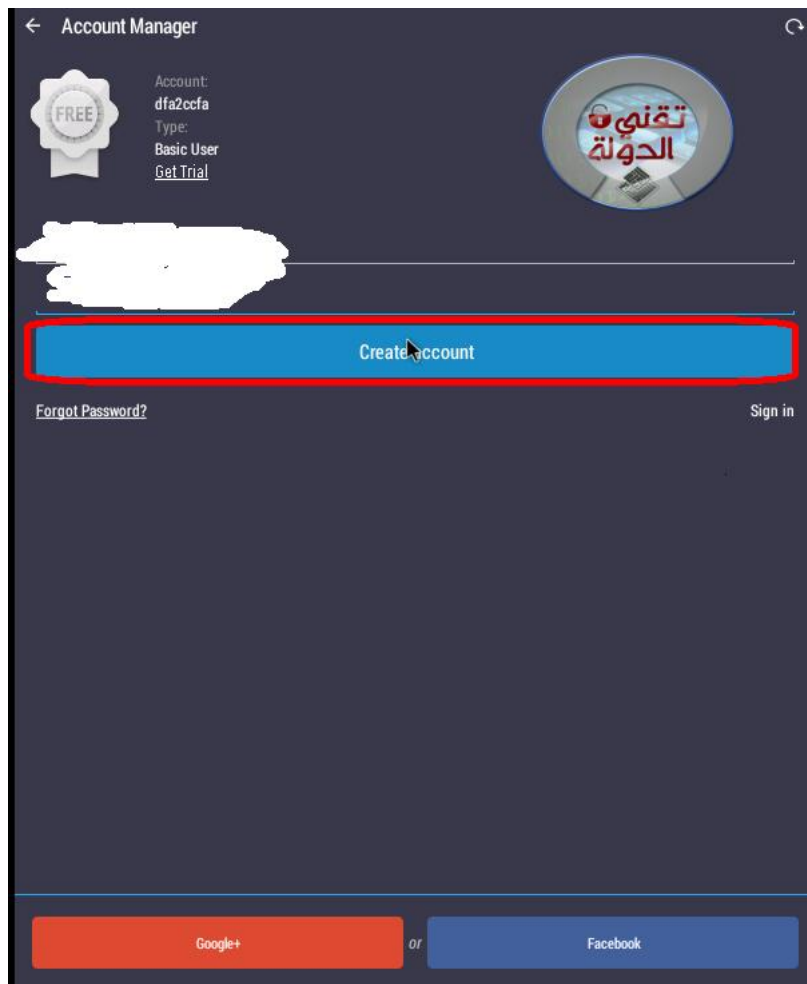 Account Manager
FREE
Account:
dfa2ccfa
Type:
Basic User
Get Trial
تقني
الدولة
Create account
Forgot Password?
Sign in
Google+
or
Facebook